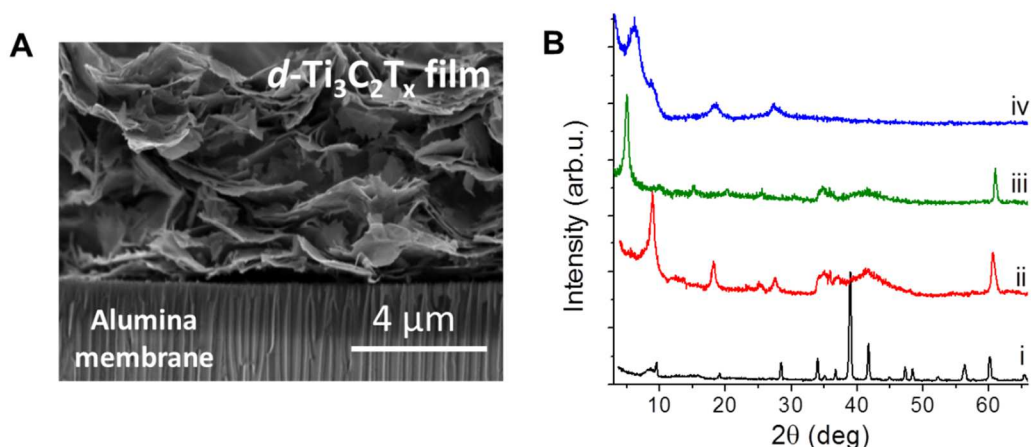 A
d-Ti₃C₂Tₓ film
Alumina
membrane
4 μm
B
Intensity (arb.u.)
iv
iii
ii
i
10 20 30 40 50 60
2θ (deg)